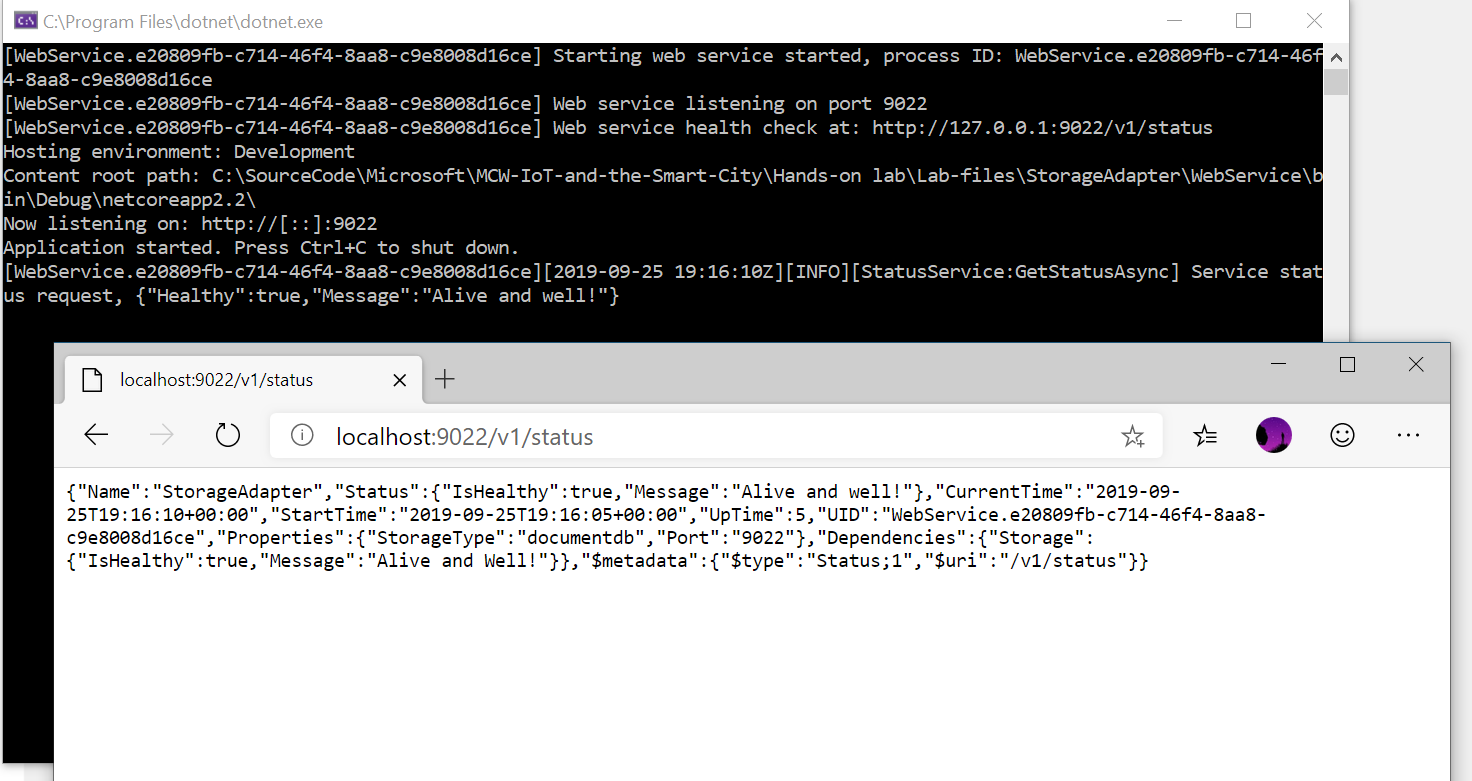 C:\Program Files\dotnet\dotnet.exe
[WebService.e20809fb-c714-46f4-8aa8-c9e8008d16ce] Starting web service started, process ID: WebService.e20809fb-c714-46f
4-8aa8-c9e8008d16ce
[WebService.e20809fb-c714-46f4-8aa8-c9e8008d16ce] Web service listening on port 9022
[WebService.e20809fb-c714-46f4-8aa8-c9e8008d16ce] Web service health check at: http://127.0.0.1:9022/v1/status
Hosting environment: Development
Content root path: C:\SourceCode\Microsoft\MCW-IoT-and-the-Smart-City\Hands-on lab\Lab-files\StorageAdapter\WebService\b
in\Debug\netcoreapp2.2\
Now listening on: http://[::]:9022
Application started. Press Ctrl+C to shut down.
[WebService.e20809fb-c714-46f4-8aa8-c9e8008d16ce][2019-09-25 19:16:10Z][INFO][StatusService:GetStatusAsync] Service stat
us request, {"Healthy":true,"Message":"Alive and well!"}
localhost:9022/v1/status
localhost:9022/v1/status
{"Name":"StorageAdapter","Status":{"IsHealthy":true,"Message":"Alive and well!"},"CurrentTime":"2019-09-
25T19:16:10+00:00","StartTime":"2019-09-25T19:16:05+00:00","UpTime":5,"UID":"WebService.e20809fb-c714-46f4-8aa8-
c9e8008d16ce","Properties":{"StorageType":"documentdb","Port":"9022"},"Dependencies":{"Storage":
{"IsHealthy":true,"Message":"Alive and Well!"}},"$metadata":{"$type":"Status;1","$uri":"/v1/status"}}